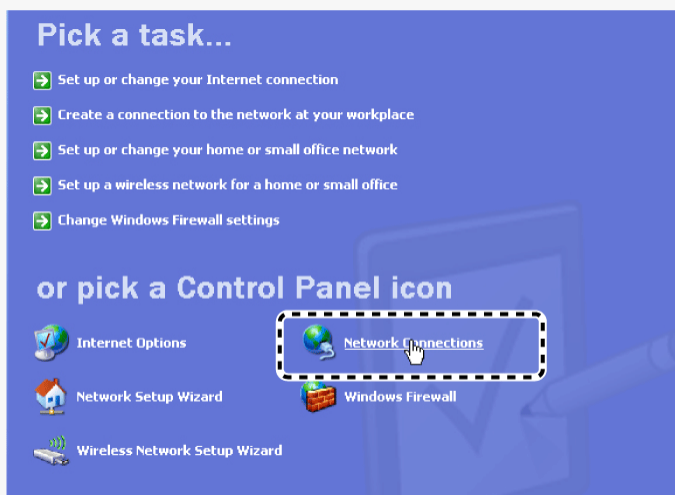 Pick a task...
Set up or change your Internet connection
Create a connection to the network at your workplace
Set up or change your home or small office network
Set up a wireless network for a home or small office
Change Windows Firewall settings
or pick a Control Panel icon
Internet Options
Network Connections
Network Setup Wizard
Windows Firewall
Wireless Network Setup Wizard